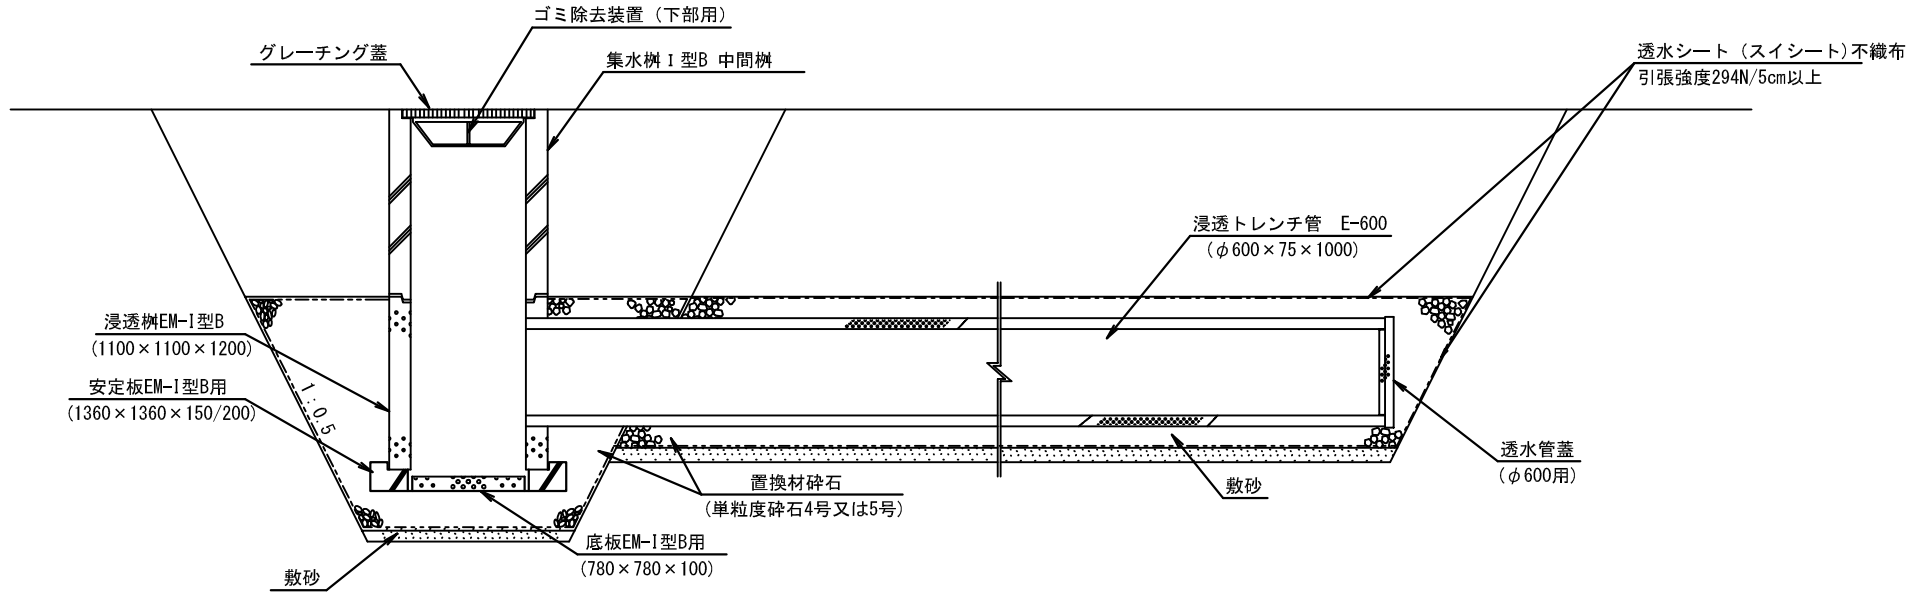 ゴミ除去装置（下部用）
グレーチング蓋
集水桝Ｉ型B 中間桝
透水シート（スイシート)不織布
引張強度294N/5cm以上
浸透トレンチ管　E-600
(φ600×75×1000)
浸透桝EM-I型B
(1100×1100×1200)
安定板EM-I型B用
(1360×1360×150/200)
1:0.5
透水管蓋
(φ600用)
置換材砕石
(単粒度砕石4号又は5号)
敷砂
底板EM-I型B用
(780×780×100)
敷砂